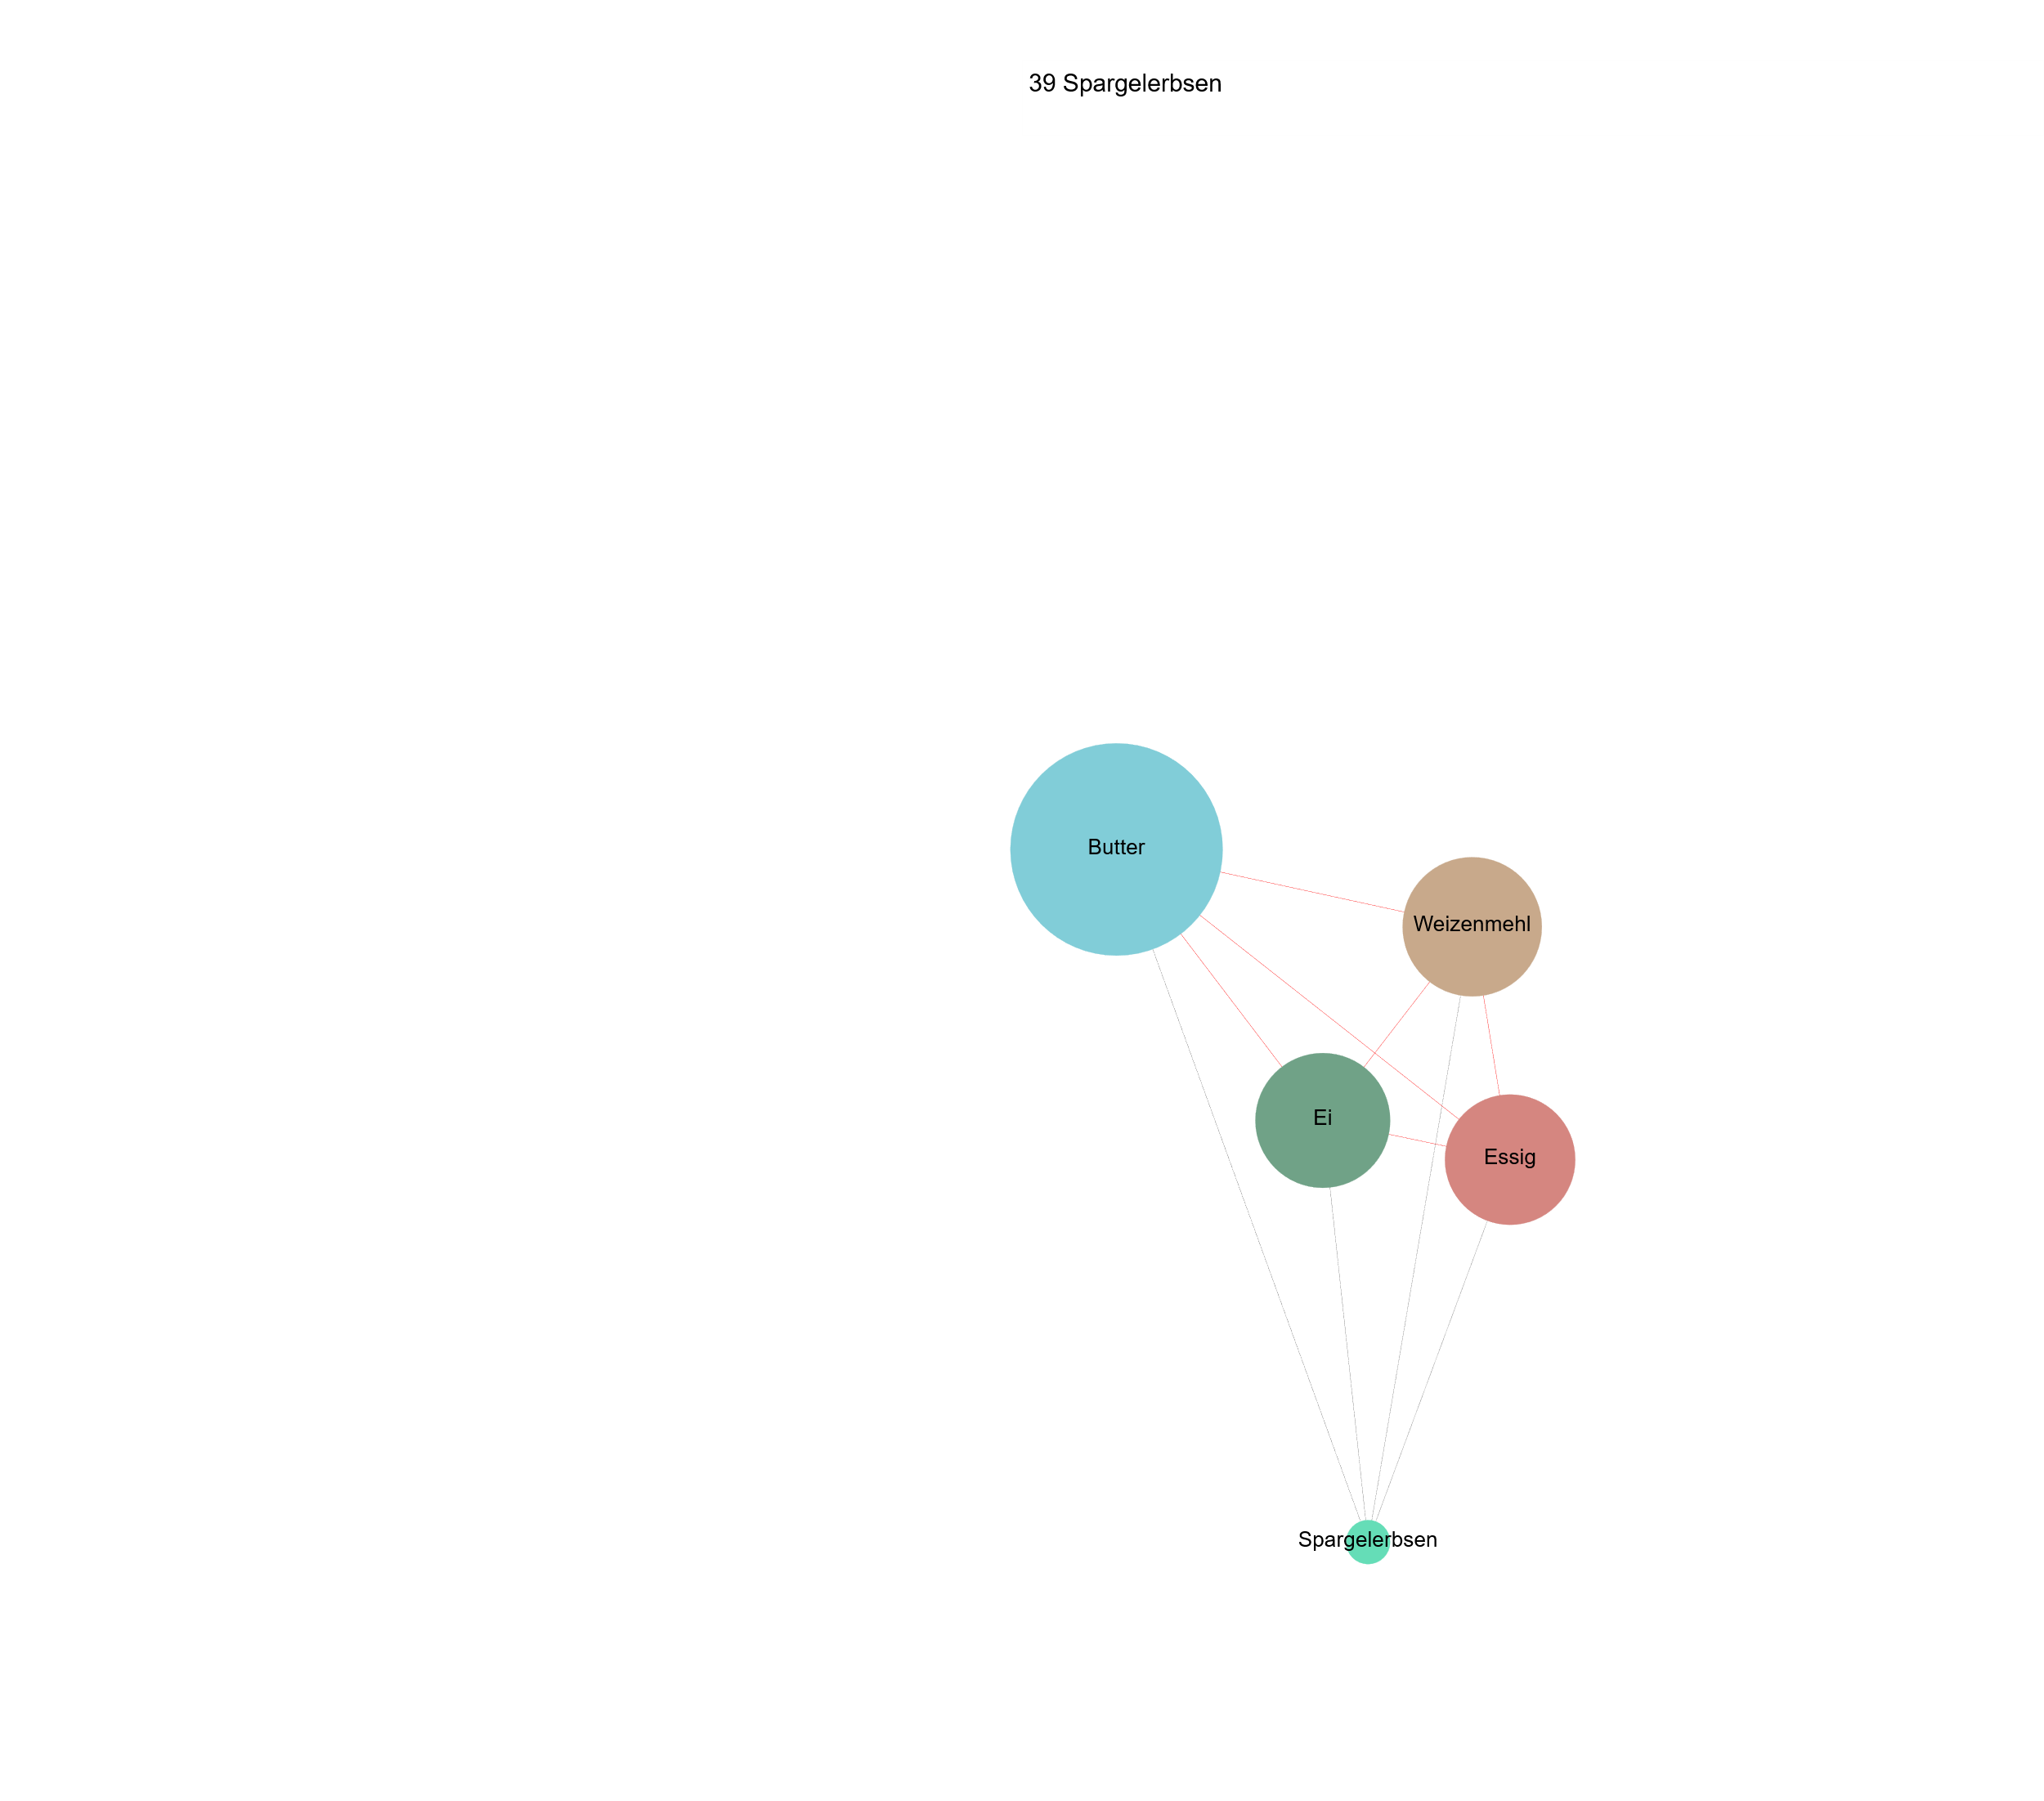 39 Spargelerbsen
Butter
Weizenmehl
Ei
Essig
Spargelerbsen